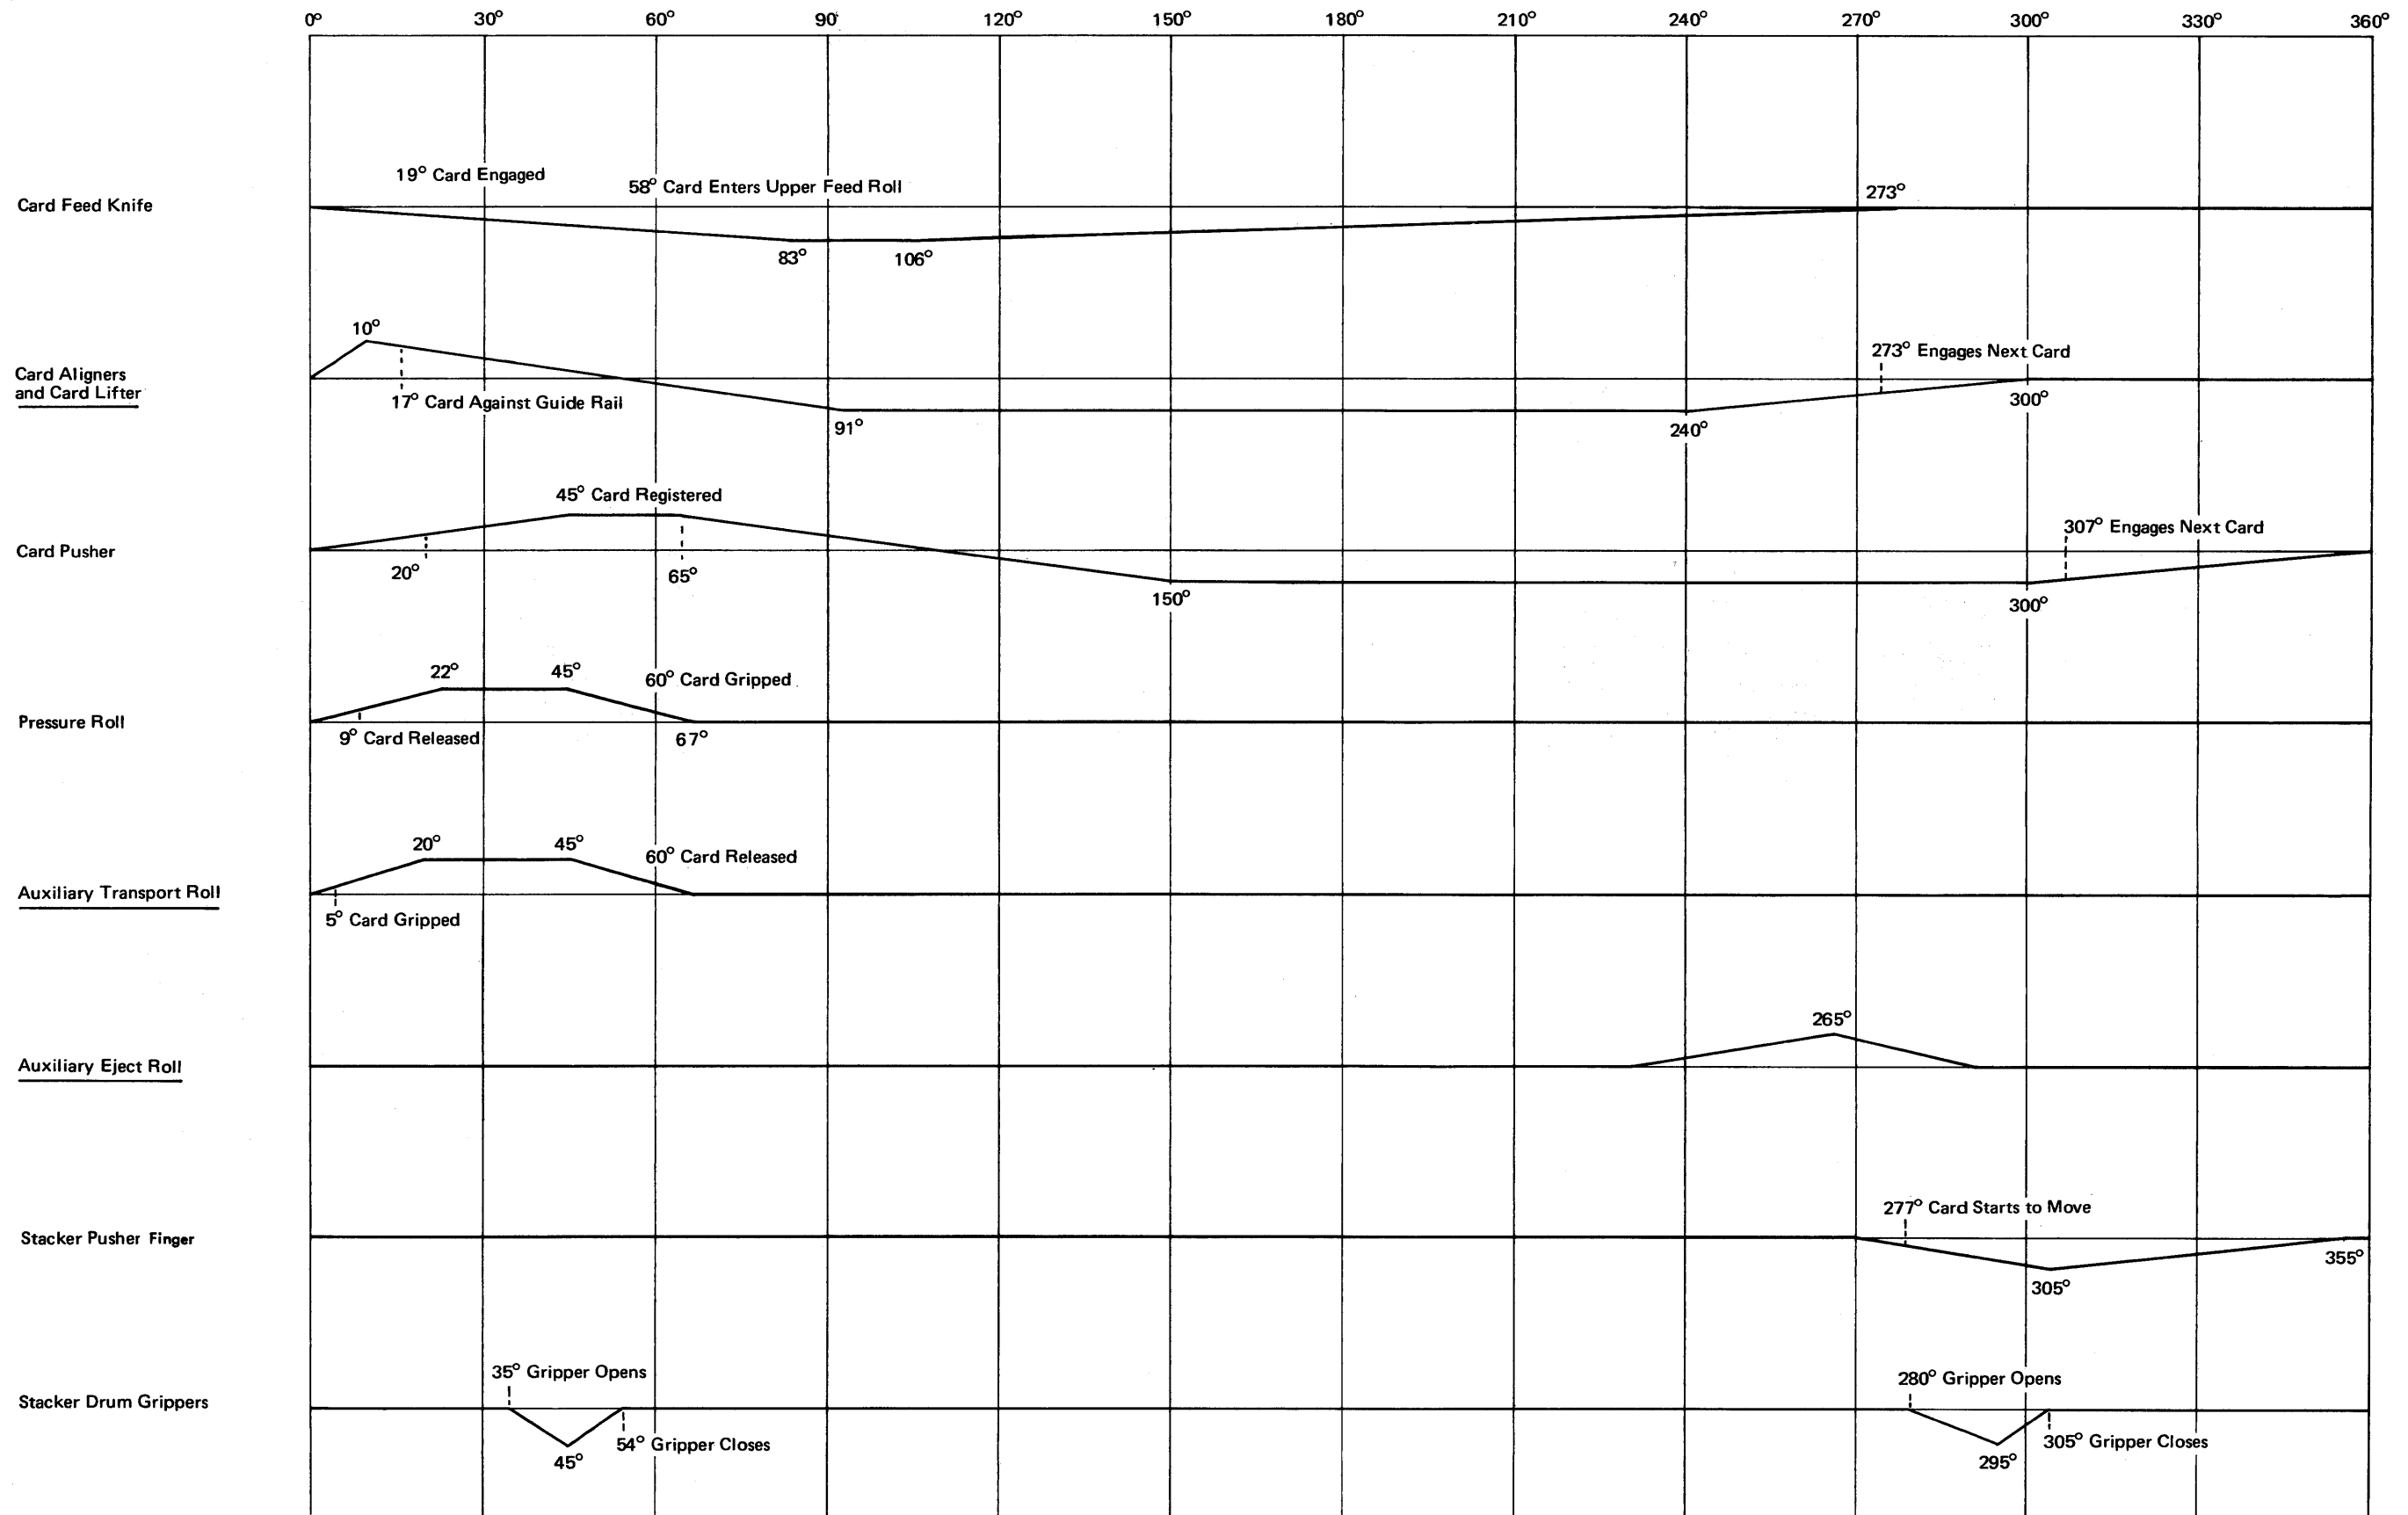 0° 30° 60° 90° 120° 150° 180° 210° 240° 270° 300° 330° 360°
19° Card Engaged
58° Card Enters Upper Feed Roll
273°
Card Feed Knife
83° 106°
10°
273° Engages Next Card
Card Aligners
and Card Lifter
17° Card Against Guide Rail
300°
91°
240°
45° Card Registered
307° Engages Next Card
Card Pusher
20°
65°
150°
300°
22° 45° 60° Card Gripped
Pressure Roll
9° Card Released
67°
20° 45° 60° Card Released
Auxiliary Transport Roll
5° Card Gripped
265°
Auxiliary Eject Roll
277° Card Starts to Move
Stacker Pusher Finger
355°
305°
35° Gripper Opens
280° Gripper Opens
Stacker Drum Grippers
54° Gripper Closes
305° Gripper Closes
45°
295°